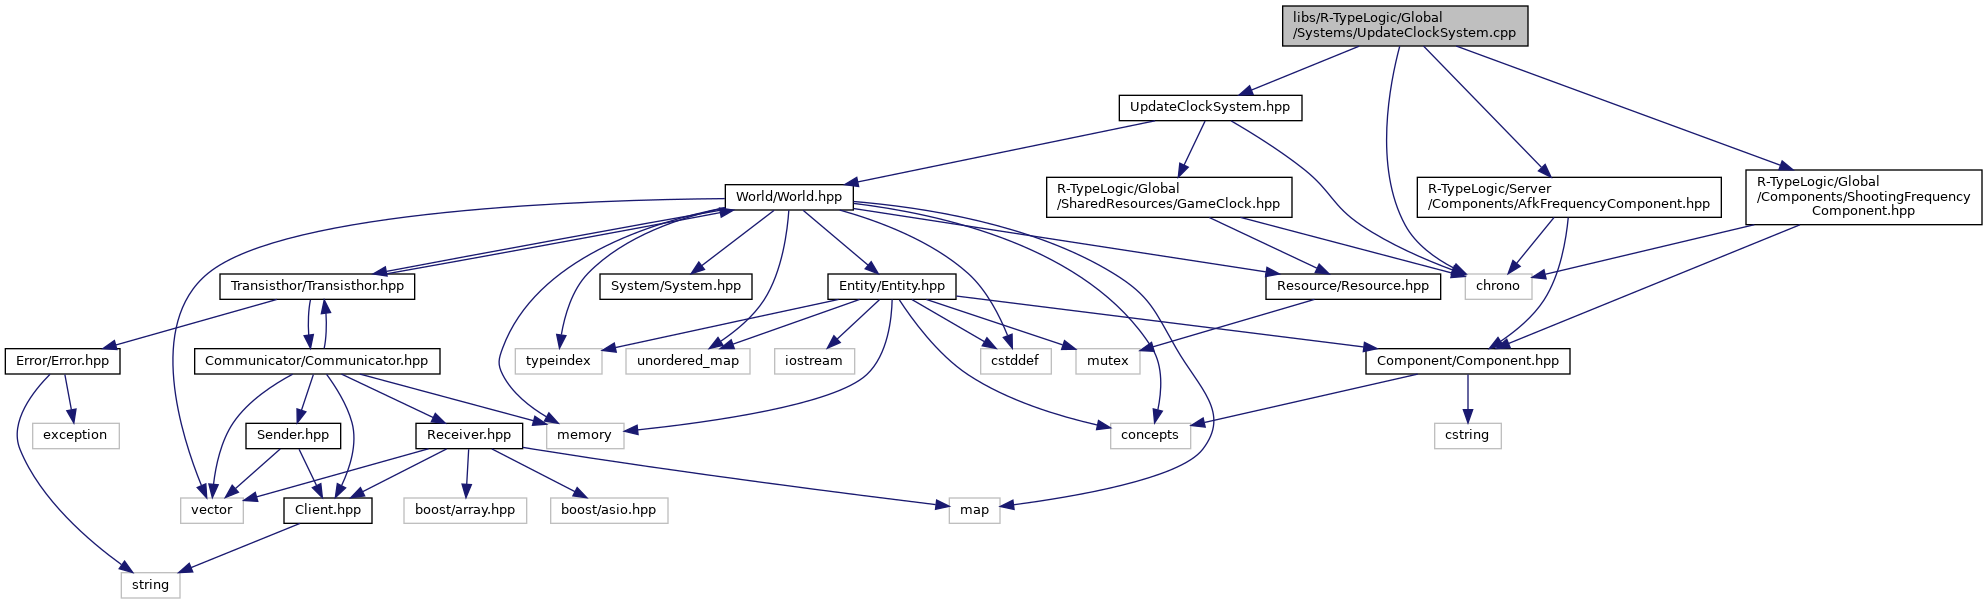 libs/R-TypeLogic/Global
/Systems/UpdateClockSystem.cpp
UpdateClockSystem.hpp
World/World.hpp
R-TypeLogic/Global
/SharedResources/GameClock.hpp
R-TypeLogic/Server
/Components/AfkFrequencyComponent.hpp
R-TypeLogic/Global
/Components/ShootingFrequency
Component.hpp
Transisthor/Transisthor.hpp
System/System.hpp
Entity/Entity.hpp
Resource/Resource.hpp
chrono
Error/Error.hpp
Communicator/Communicator.hpp
typeindex
unordered_map
iostream
cstddef
mutex
Component/Component.hpp
exception
Sender.hpp
Receiver.hpp
memory
concepts
cstring
vector
Client.hpp
boost/array.hpp
boost/asio.hpp
map
string